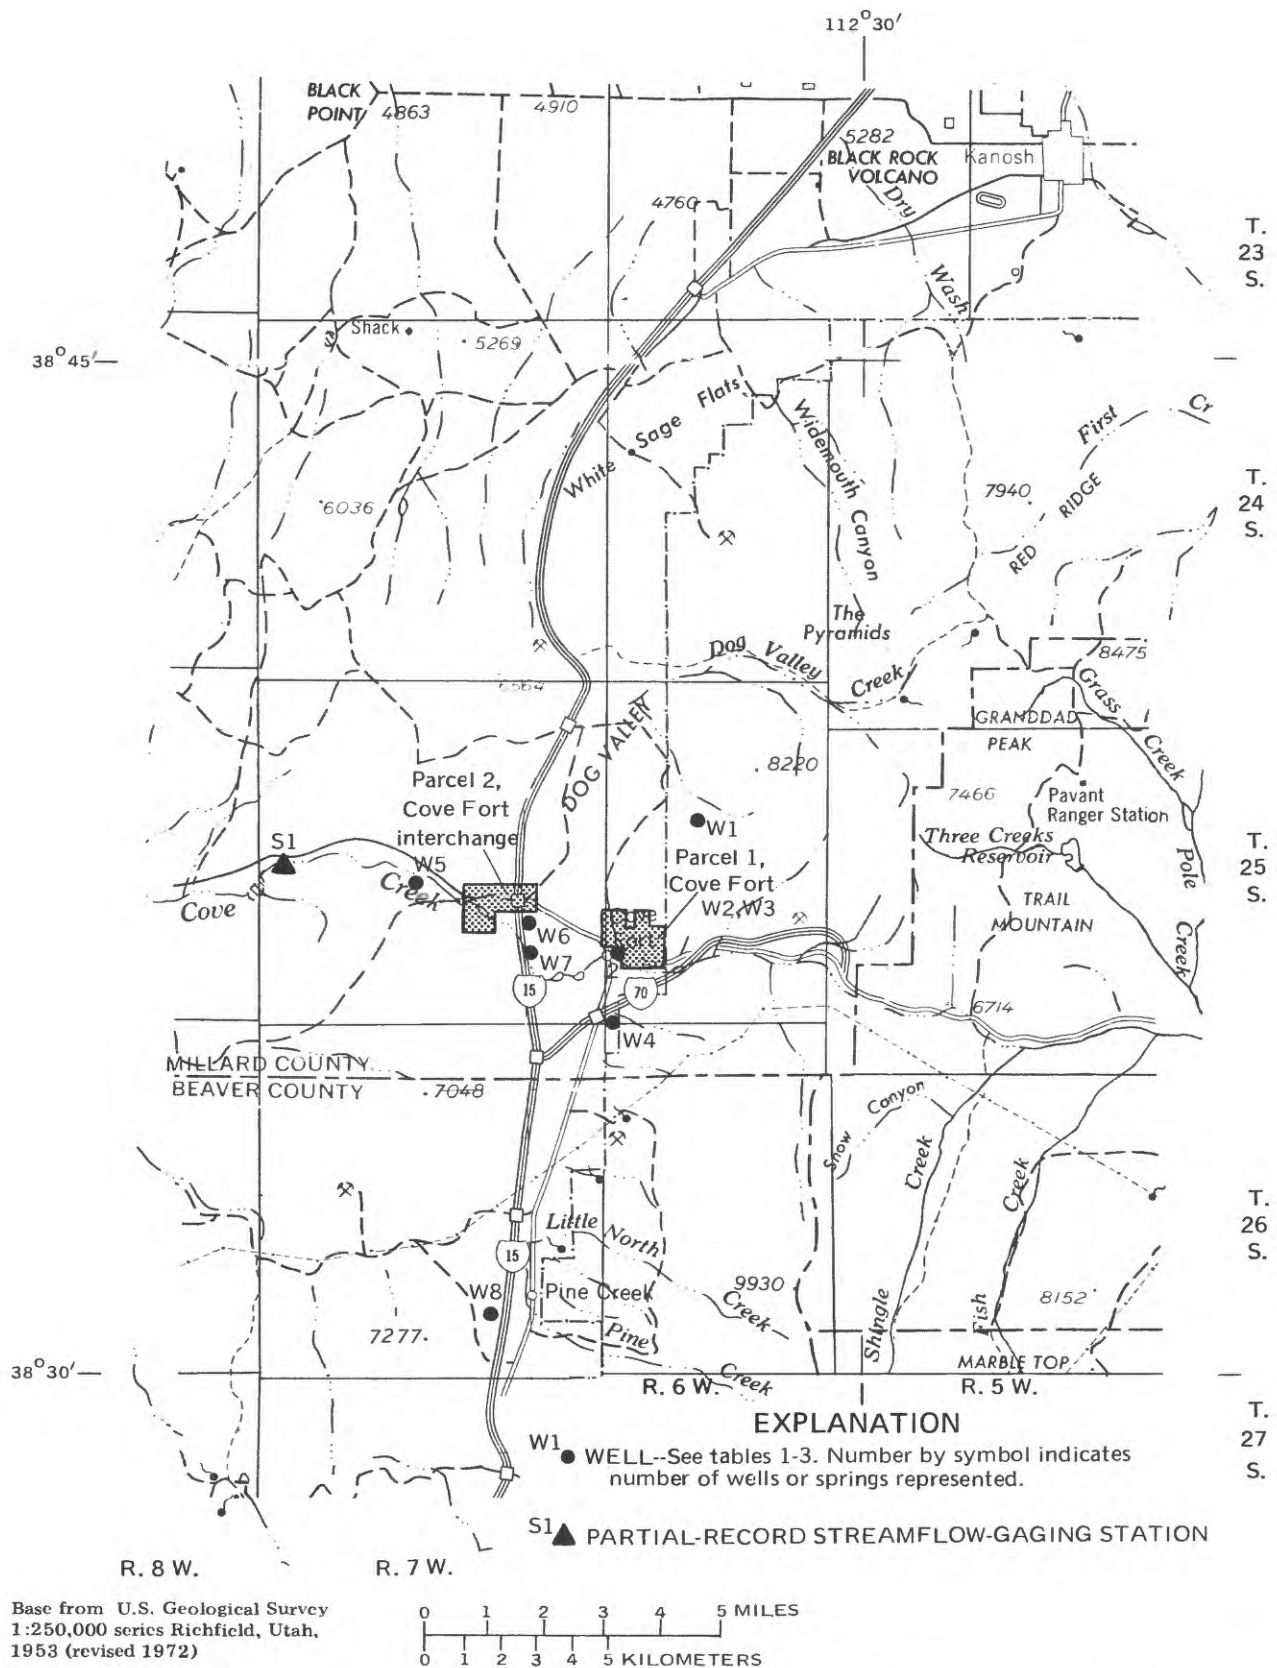 112°30′
BLACK
POINT
4863
4910
5282
BLACK ROCK
VOLCANO
Kanosh
Dry
Wash
4760
T.
23
S.
Shack
5269
38°45′
White Sage Flats
Widemouth Canyon
First Cr
7940
RED RIDGE
6036
T.
24
S.
The
Pyramids
Dog Valley Creek
8475
6564
Grass Creek
GRANDDAD
PEAK
DOG VALLEY
8220
Parcel 2,
Cove Fort
interchange
7466
Pavant
Ranger Station
W1
S1
W5
Parcel 1,
Cove Fort
W2,W3
Three Creeks
Reservoir
Pole Creek
T.
25
S.
Cove Creek
TRAIL
MOUNTAIN
W6
W7
2
15
70
6714
W4
MILLARD COUNTY
BEAVER COUNTY
7048
Snow Canyon
Creek
Creek
T.
26
S.
Little North
Creek
15
9930
8152
W8
Pine Creek
7277
Pine
Creek
Shingle
Fish
MARBLE TOP
38°30′
R. 6 W.
R. 5 W.
T.
27
S.
EXPLANATION
W1 WELL--See tables 1-3. Number by symbol indicates
number of wells or springs represented.
S1 PARTIAL-RECORD STREAMFLOW-GAGING STATION
R. 8 W.
R. 7 W.
Base from U.S. Geological Survey
1:250,000 series Richfield, Utah,
1953 (revised 1972)
0 1 2 3 4 5 MILES
0 1 2 3 4 5 KILOMETERS